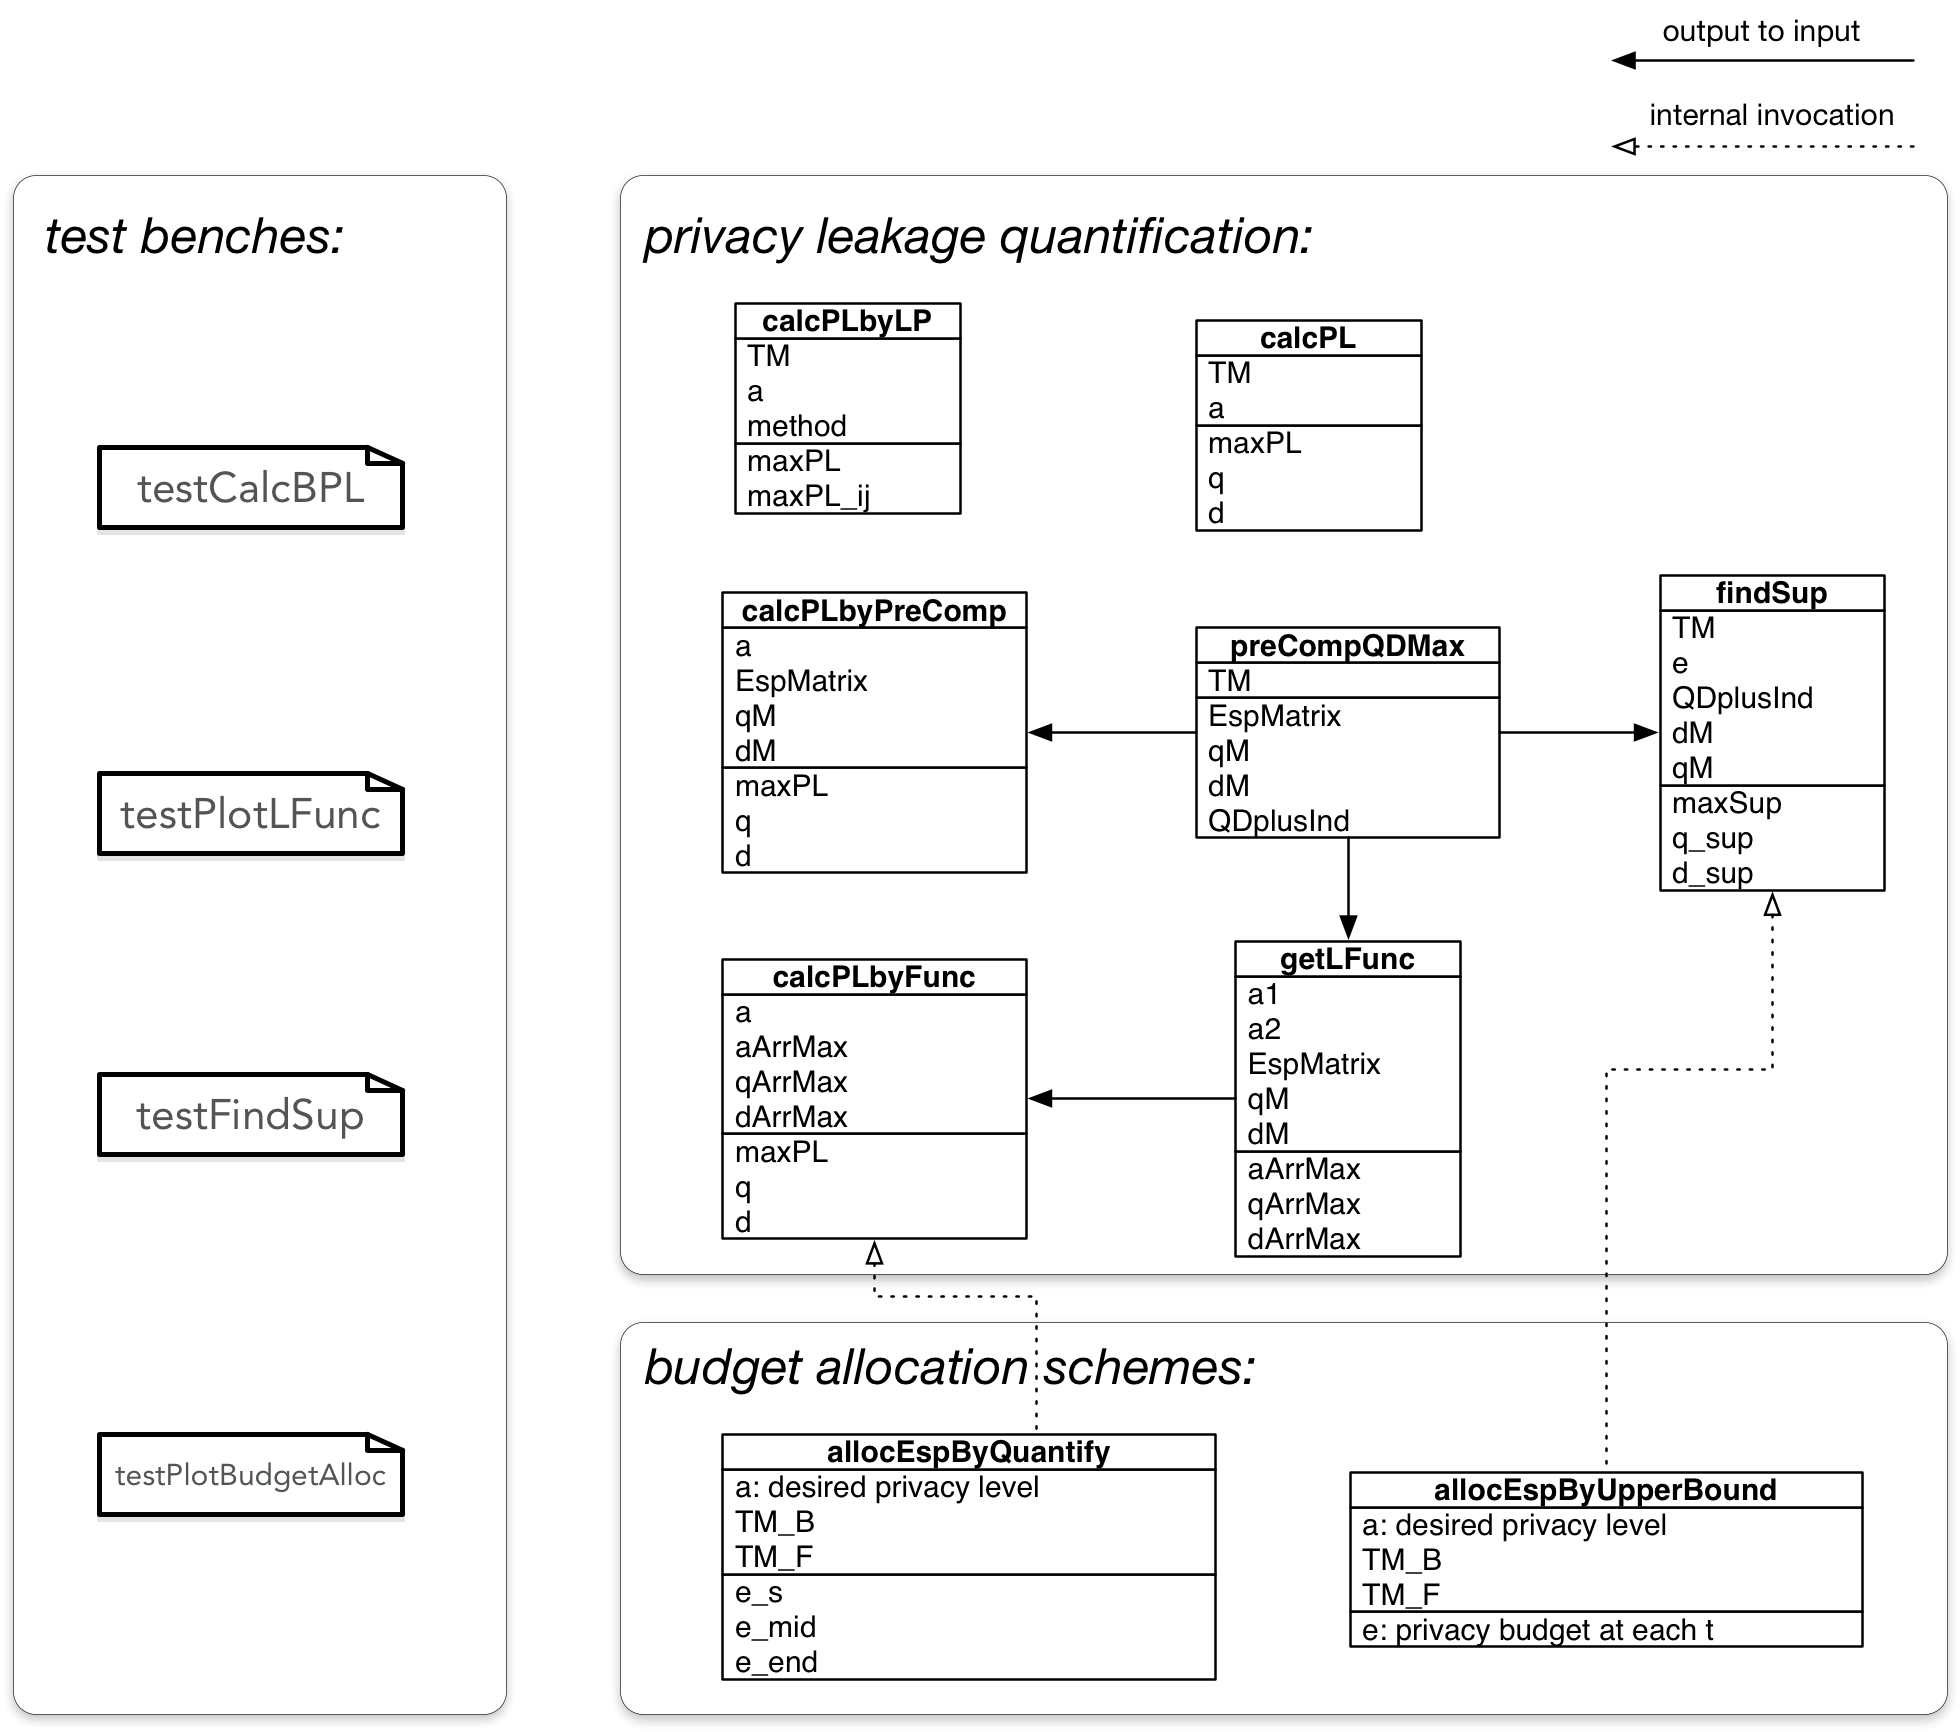 output to input
internal invocation
test benches:
testCalcBPL
testPlotLFunc
testFindSup
testPlotBudgetAlloc
privacy leakage quantification:
calcPLbyLP
TM
a
method
maxPL
maxPL_ij
calcPL
TM
a
maxPL
q
d
calcPLbyPreComp
a
EspMatrix
qM
dM
maxPL
q
d
preCompQDMax
TM
EspMatrix
qM
dM
QDplusInd
findSup
TM
e
QDplusInd
dM
qM
maxSup
q_sup
d_sup
calcPLbyFunc
a
aArrMax
qArrMax
dArrMax
maxPL
q
d
getLFunc
a1
a2
EspMatrix
qM
dM
aArrMax
qArrMax
dArrMax
budget allocation schemes:
allocEspByQuantify
a: desired privacy level
TM_B
TM_F
e_s
e_mid
e_end
allocEspByUpperBound
a: desired privacy level
TM_B
TM_F
e: privacy budget at each t